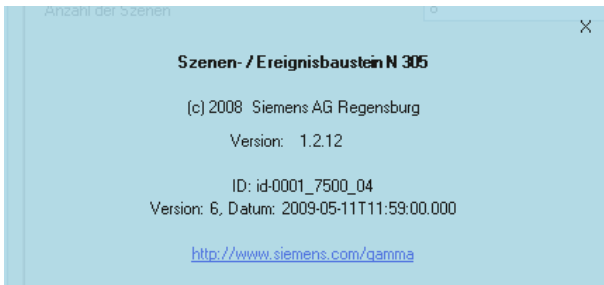 Anzahl der Szenen
X
Szenen- / Ereignisbaustein N 305
(c) 2008 Siemens AG Regensburg
Version: 1.2.12
ID: id-0001_7500_04
Version: 6, Datum: 2009-05-11T11:59:00.000
http://www.siemens.com/gamma